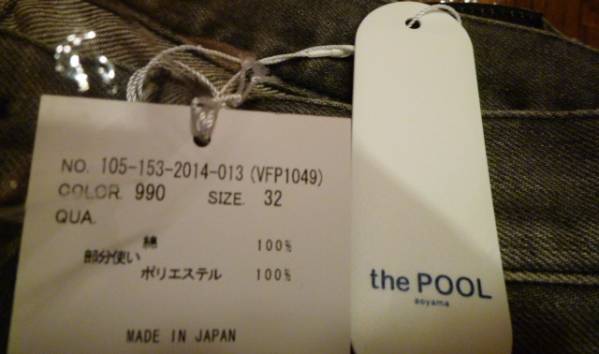 NO. 105-153-2014-013 (VFP1049)
COLOR. 990 SIZE. 32
QUA.
綿 100%
部分使い
ポリエステル 100%
MADE IN JAPAN
the POOL
aoyama